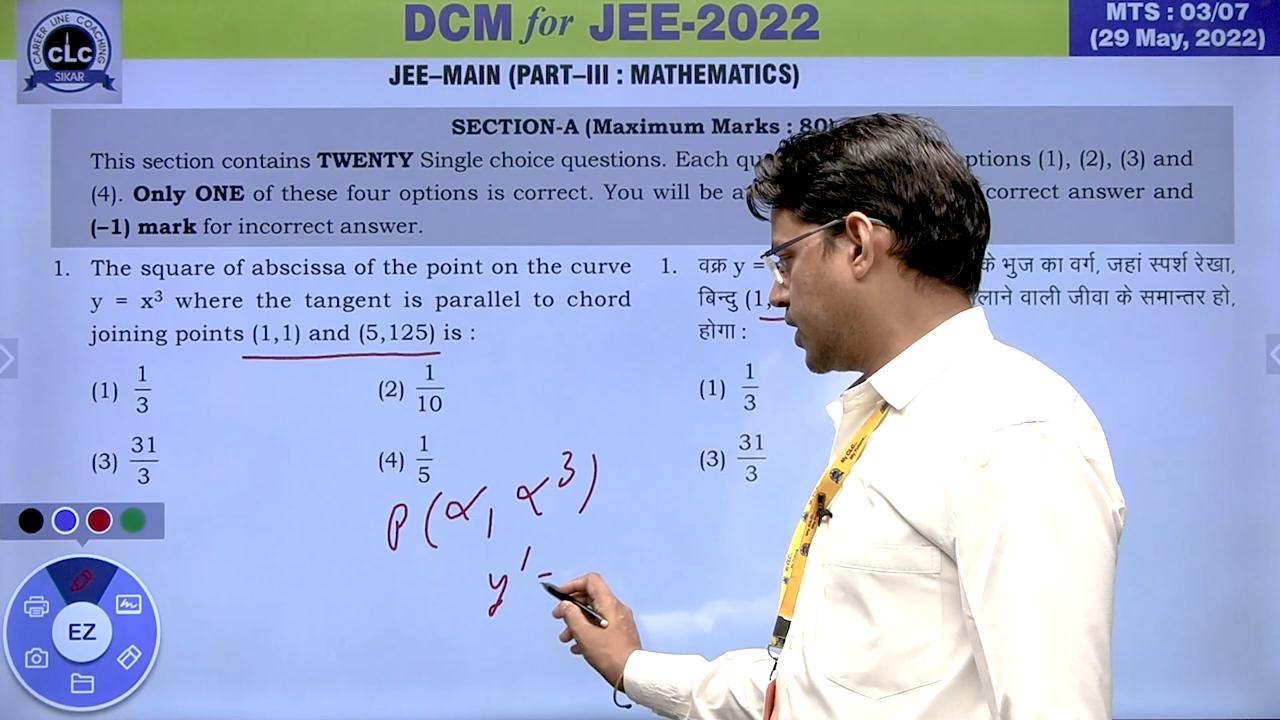 DCM for JEE-2022
MTS : 03/07
(29 May, 2022)
CAREER LINE COACHING
CLC
SIKAR
JEE–MAIN (PART–III : MATHEMATICS)
SECTION-A (Maximum Marks : 80)
This section contains TWENTY Single choice questions. Each qu ptions (1), (2), (3) and
(4). Only ONE of these four options is correct. You will be a correct answer and
(–1) mark for incorrect answer.
1. The square of abscissa of the point on the curve
y = x³ where the tangent is parallel to chord
joining points (1,1) and (5,125) is :
(1) 1/3 (2) 1/10
(3) 31/3 (4) 1/5
1. वक्र y = के भुज का वर्ग, जहां स्पर्श रेखा,
बिन्दु (1, लाने वाली जीवा के समान्तर हो,
होगा :
(1) 1/3
(3) 31/3
P(α, α³)
y' =
EZ